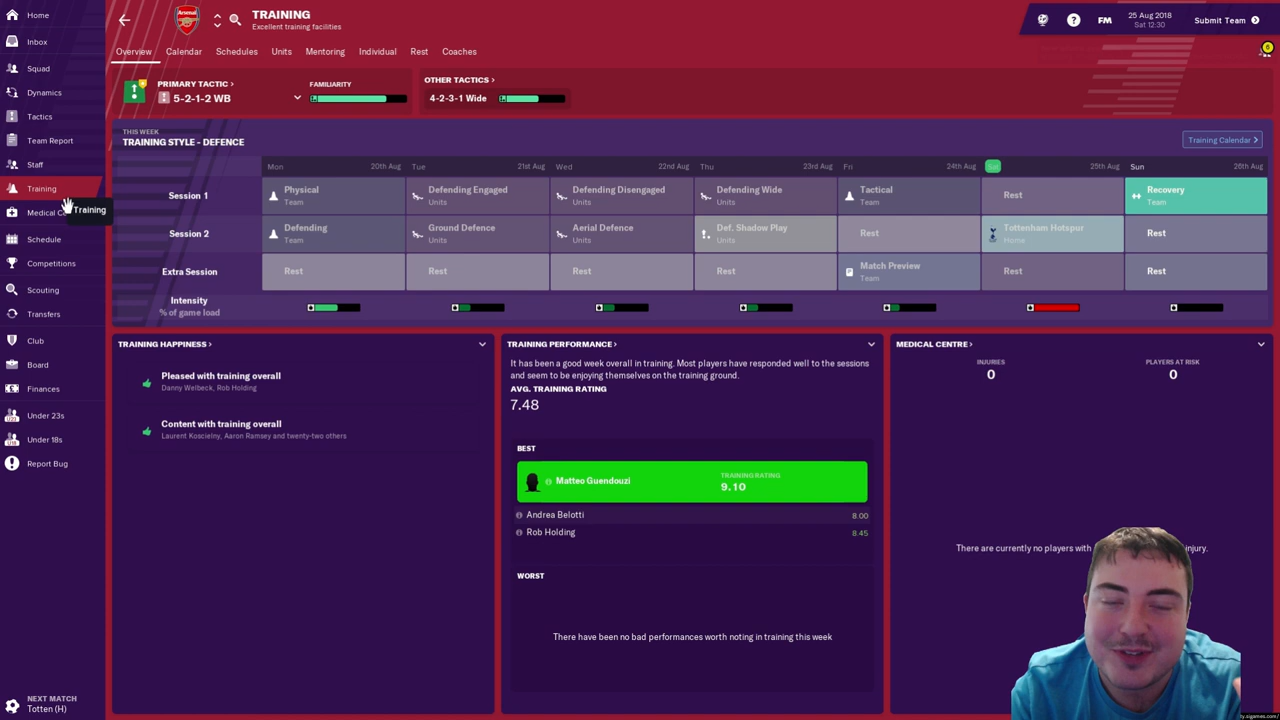 Home
Inbox
Squad
Dynamics
Tactics
Team Report
Staff
Training
Medical
Schedule
Competitions
Scouting
Transfers
Club
Board
Finances
Under 23s
Under 18s
Report Bug
NEXT MATCH
Totten (H)
Training
TRAINING
Excellent training facilities
25 Aug 2018
Sat 12:30
FM
Submit Team
6
Overview Calendar Schedules Units Mentoring Individual Rest Coaches
PRIMARY TACTIC
5-2-1-2 WB
FAMILIARITY
OTHER TACTICS
4-2-3-1 Wide
THIS WEEK
TRAINING STYLE - DEFENCE
Training Calendar
Mon 20th Aug Tue 21st Aug Wed 22nd Aug Thu 23rd Aug Fri 24th Aug Sat 25th Aug Sun 26th Aug
Session 1
Physical
Team
Defending Engaged
Units
Defending Disengaged
Units
Defending Wide
Units
Tactical
Team
Rest
Recovery
Team
Session 2
Defending
Team
Ground Defence
Units
Aerial Defence
Units
Def. Shadow Play
Units
Rest
Tottenham Hotspur
Home
Rest
Extra Session
Rest
Rest
Rest
Rest
Match Preview
Team
Rest
Rest
Intensity
% of game load
TRAINING HAPPINESS
Pleased with training overall
Danny Welbeck, Rob Holding
Content with training overall
Laurent Koscielny, Aaron Ramsey and twenty-two others
TRAINING PERFORMANCE
It has been a good week overall in training. Most players have responded well to the sessions
and seem to be enjoying themselves on the training ground.
AVG. TRAINING RATING
7.48
BEST
Matteo Guendouzi
TRAINING RATING
9.10
Andrea Belotti 8.00
Rob Holding 8.45
WORST
There have been no bad performances worth noting in training this week
MEDICAL CENTRE
INJURIES
0
PLAYERS AT RISK
0
There are currently no players with injury.
y.sigames.com/